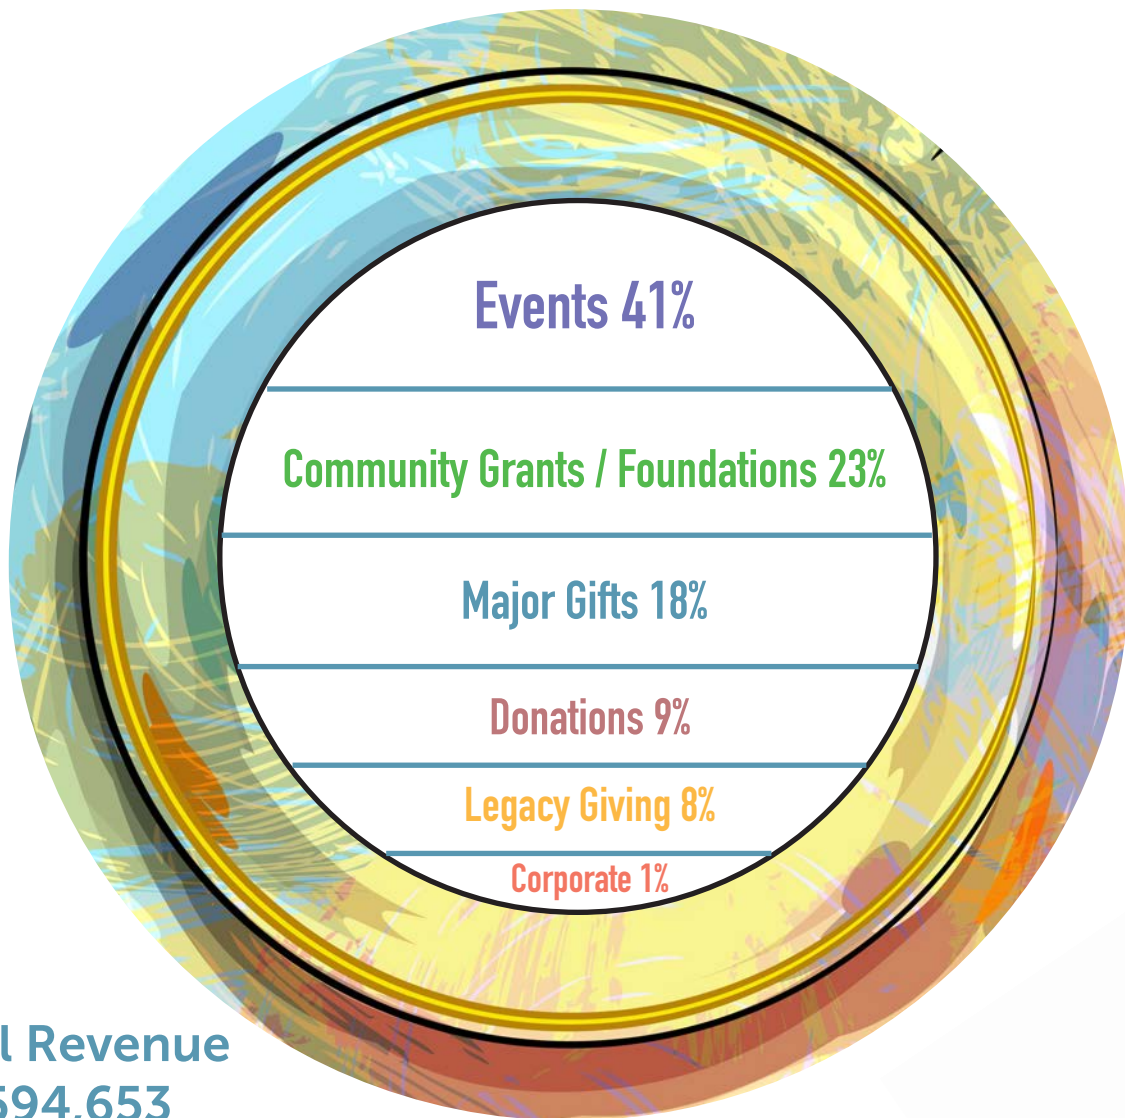 Events 41%
Community Grants / Foundations 23%
Major Gifts 18%
Donations 9%
Legacy Giving 8%
Corporate 1%
Revenue
594,653